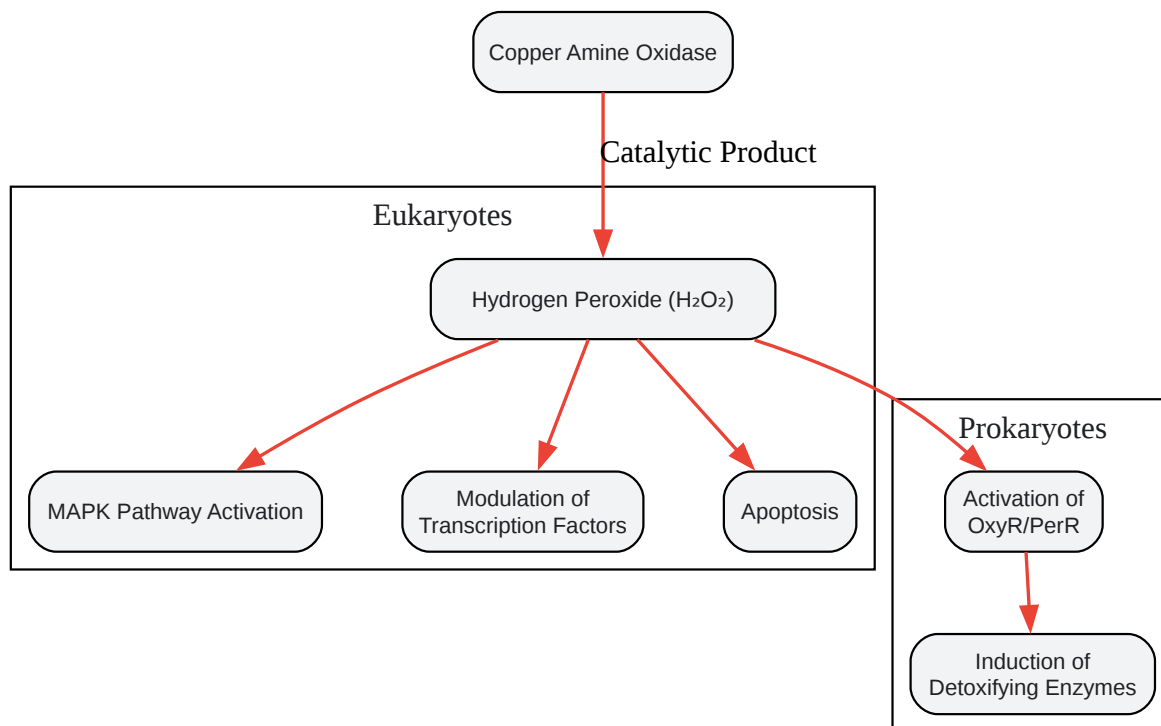 Copper Amine Oxidase
Catalytic Product
Eukaryotes
Hydrogen Peroxide (H₂O₂)
Prokaryotes
MAPK Pathway Activation
Modulation of
Transcription Factors
Apoptosis
Activation of
OxyR/PerR
Induction of
Detoxifying Enzymes